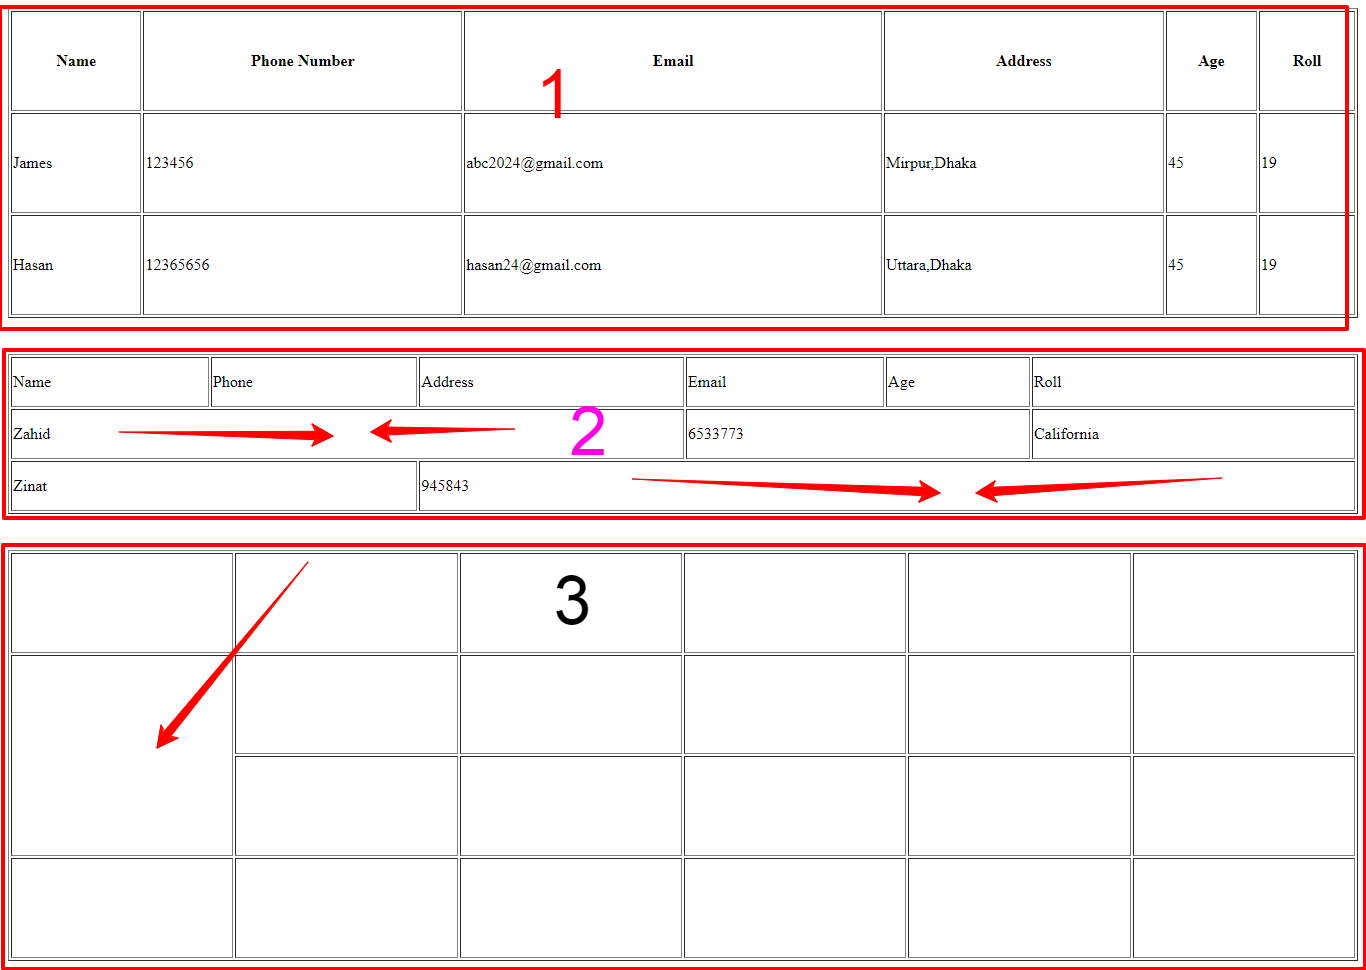 Name Phone Number Email Address Age Roll
1
James 123456 abc2024@gmail.com Mirpur,Dhaka 45 19
Hasan 12365656 hasan24@gmail.com Uttara,Dhaka 45 19
Name Phone Address Email Age Roll
2
Zahid 6533773 California
Zinat 945843
3